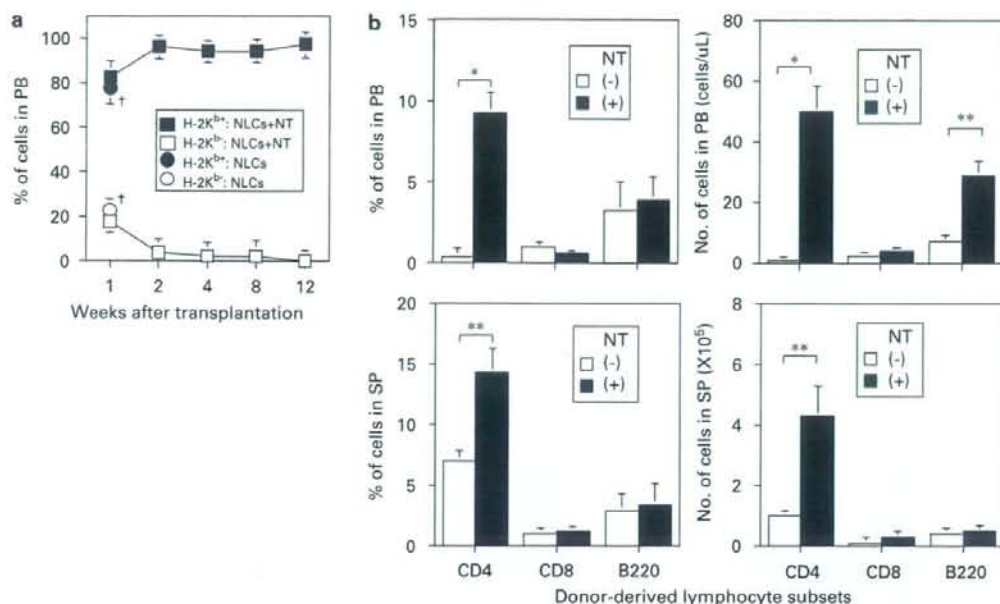 a
% of cells in PB
100
80
60
40
20
0
†
†
H-2Kb+: NLCs+NT
H-2Kb-: NLCs+NT
H-2Kb+: NLCs
H-2Kb-: NLCs
1 2 4 8 12
Weeks after transplantation
b
% of cells in PB
15
10
5
0
*
NT
(-)
(+)
No. of cells in PB (cells/uL)
80
60
40
20
0
*
**
NT
(-)
(+)
% of cells in SP
20
15
10
5
0
**
NT
(-)
(+)
CD4 CD8 B220
No. of cells in SP (X10⁵)
8
6
4
2
0
**
NT
(-)
(+)
CD4 CD8 B220
Donor-derived lymphocyte subsets